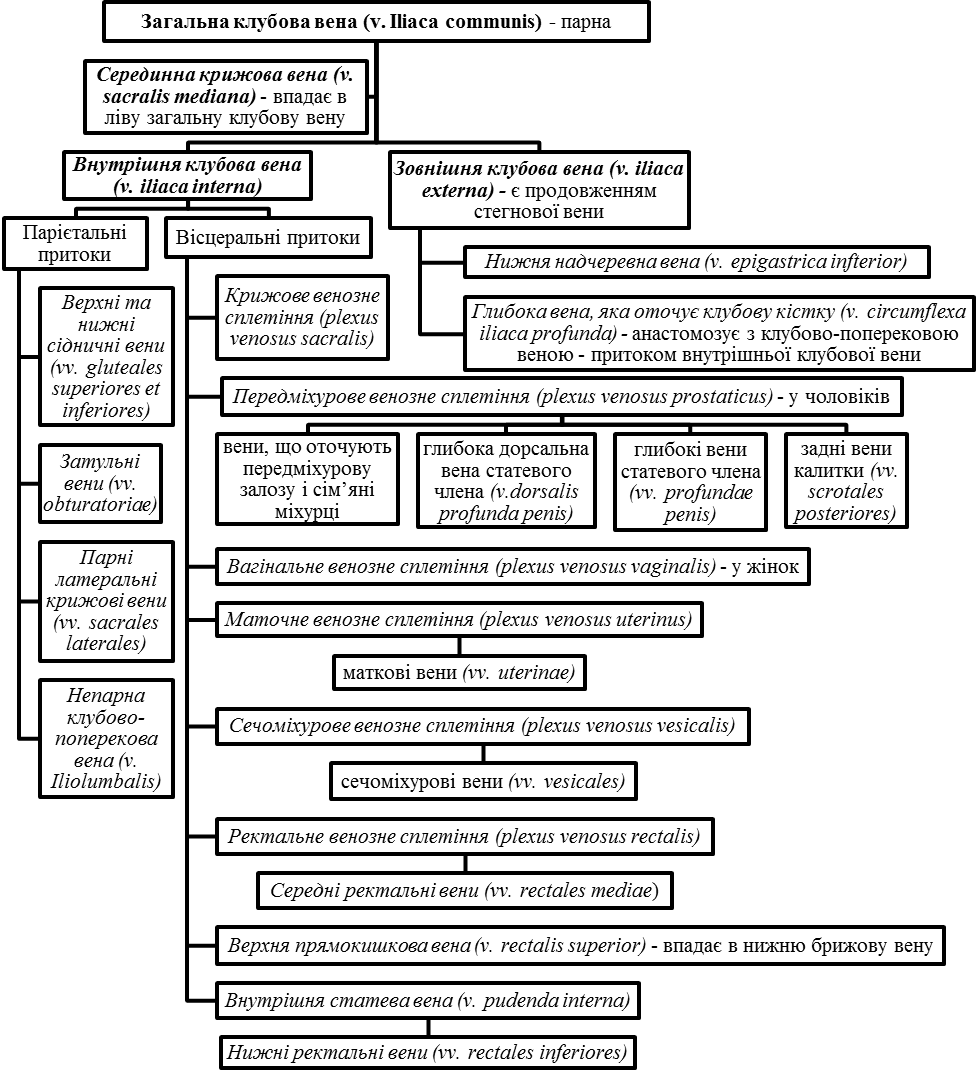 Загальна клубова вена (v. Iliaca communis) - парна
Серединна крижова вена (v.
sacralis mediana) - впадає в
ліву загальну клубову вену
Внутрішня клубова вена
(v. iliaca interna)
Зовнішня клубова вена (v. iliaca
externa) - є продовженням
стегнової вени
Парієтальні
притоки
Вісцеральні притоки
Нижня надчеревна вена (v. epigastrica infterior)
Глибока вена, яка оточує клубову кістку (v. circunflexa
iliaca profunda) - анастомозує з клубово-поперековою
веною - притоком внутрішньої клубової вени
Верхні та
нижні
сідничні вени
(vv. gluteales
superiores et
inferiores)
Затульні
вени (vv.
obturatoriae)
Парні
латеральні
крижові вени
(vv. sacrales
laterales)
Непарна
клубово-
поперекова
вена (v.
Iliolumbalis)
Крижове венозне
сплетіння (plexus
venosus sacralis)
Передміхурове венозне сплетіння (plexus venosus prostaticus) - у чоловіків
вени, що оточують
передміхурову
залозу і сім’яні
міхурці
глибока дорсальна
вена статевого
члена (v.dorsalis
profunda penis)
глибокі вени
статевого члена
(vv. profundae
penis)
задні вени
калитки (vv.
scrotales
posteriores)
Вагінальне венозне сплетіння (plexus venosus vaginalis) - у жінок
Маточне венозне сплетіння (plexus venosus uterinus)
маткові вени (vv. uterinae)
Сечоміхурове венозне сплетіння (plexus venosus vesicalis)
сечоміхурові вени (vv. vesicales)
Ректальне венозне сплетіння (plexus venosus rectalis)
Середні ректальні вени (vv. rectales mediae)
Верхня прямокишкова вена (v. rectalis superior) - впадає в нижню брижову вену
Внутрішня статева вена (v. pudenda interna)
Нижні ректальні вени (vv. rectales inferiores)